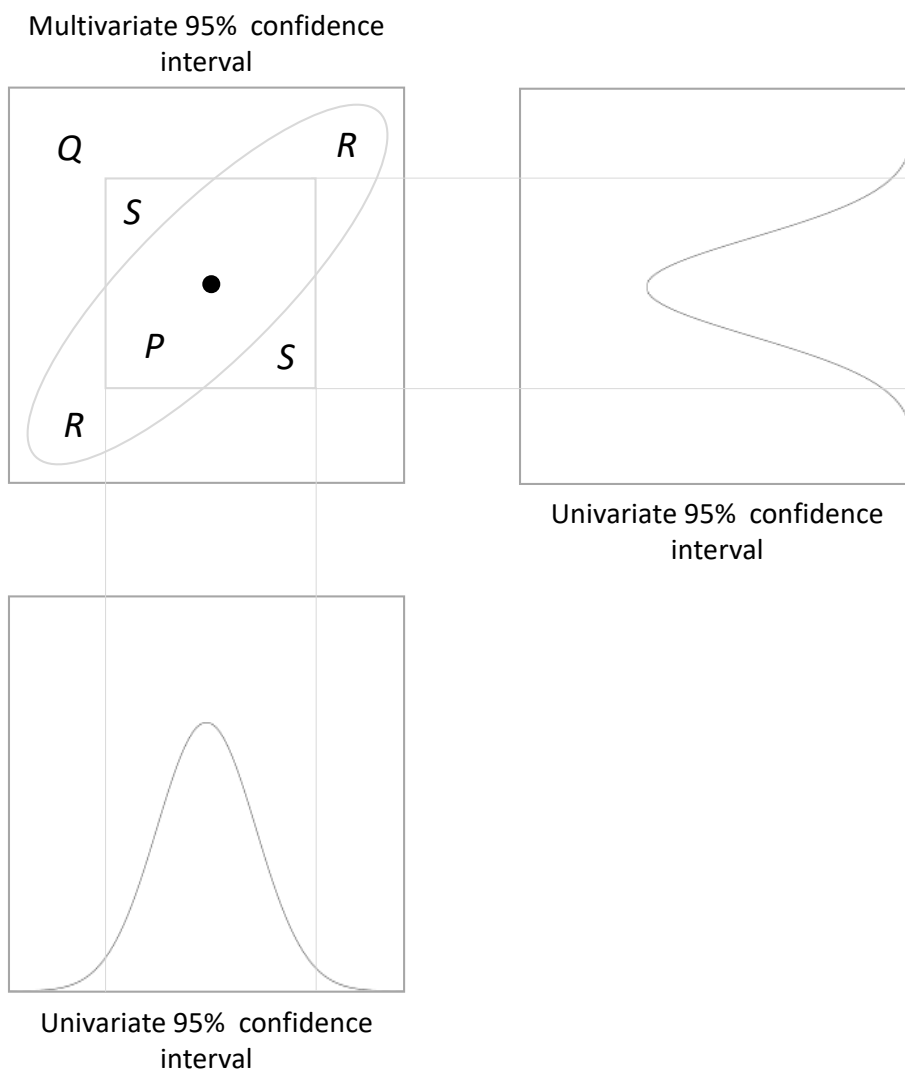 Multivariate 95%  confidence
interval
Q
R
S
P
S
R
Univariate 95%  confidence
interval
Univariate 95%  confidence
interval